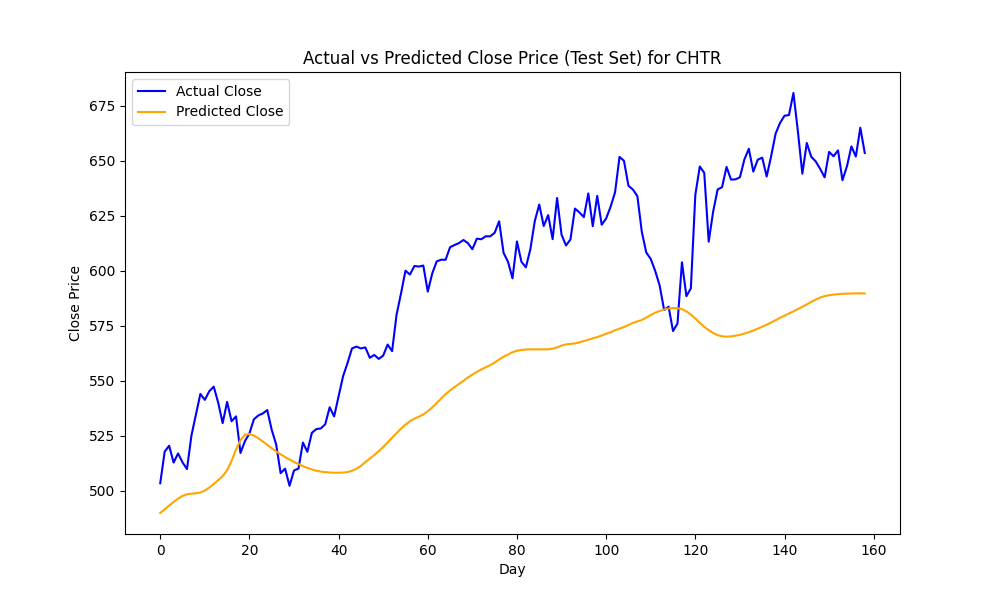 Actual vs Predicted Close Price (Test Set) for CHTR
Actual Close
Predicted Close
675
650
625
600
575
550
525
500
Close Price
0 20 40 60 80 100 120 140 160
Day